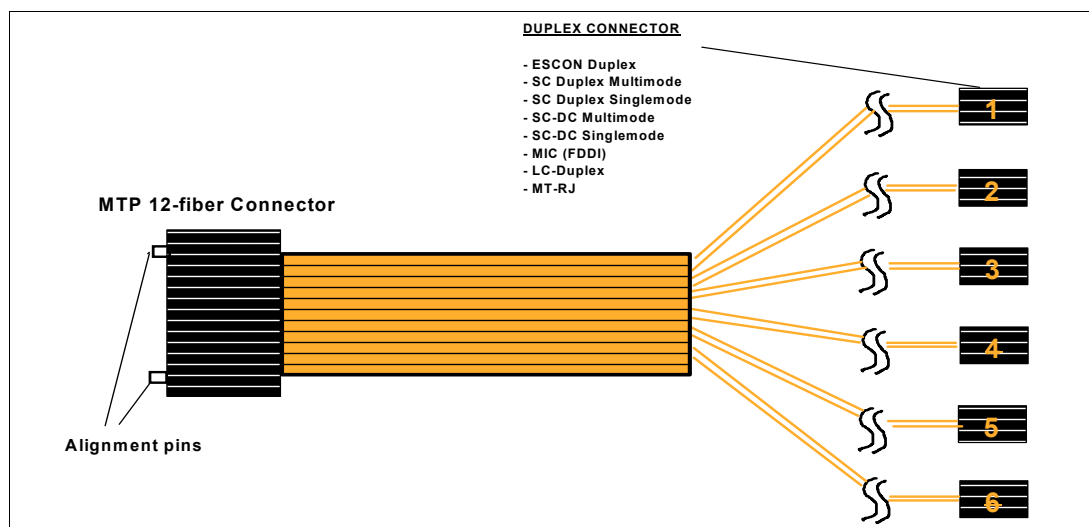 DUPLEX CONNECTOR
- ESCON Duplex
- SC Duplex Multimode
- SC Duplex Singlemode
- SC-DC Multimode
- SC-DC Singlemode
- MIC (FDDI)
- LC-Duplex
- MT-RJ
MTP 12-fiber Connector
Alignment pins
1
2
3
4
5
6